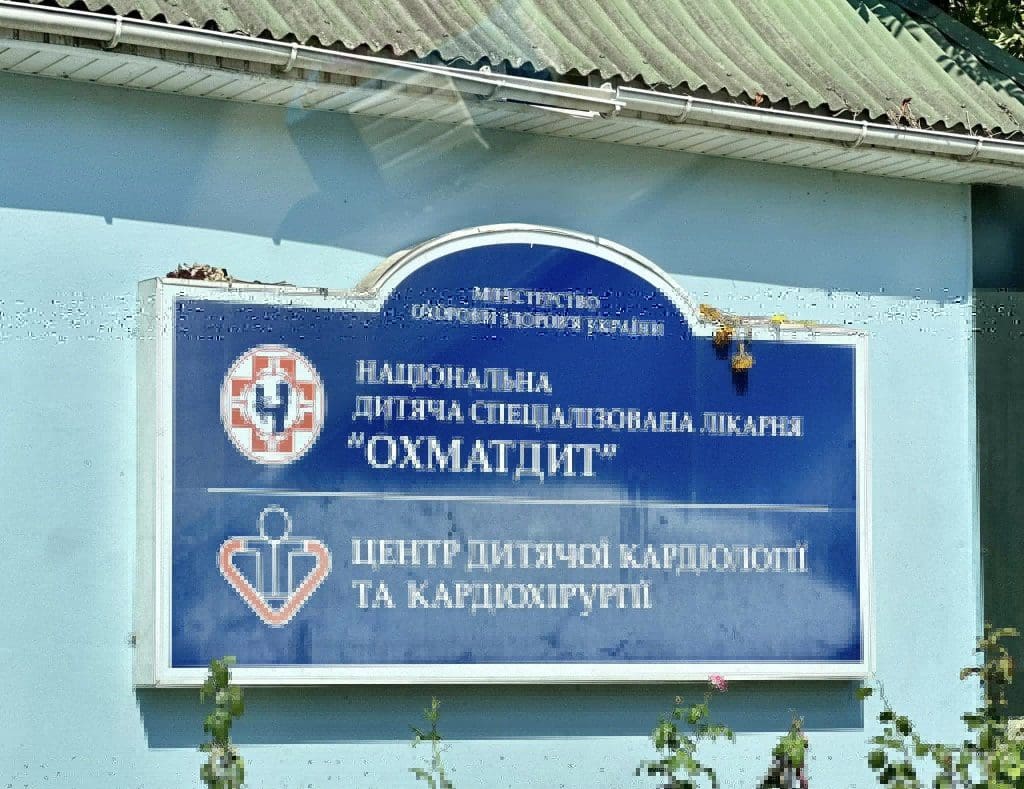 МІНІСТЕРСТВО
ОХОРОНИ ЗДОРОВ'Я УКРАЇНИ
Ч
НАЦІОНАЛЬНА
ДИТЯЧА СПЕЦІАЛІЗОВАНА ЛІКАРНЯ
"ОХМАТДИТ"
ЦЕНТР ДИТЯЧОЇ КАРДІОЛОГІЇ
ТА КАРДІОХІРУРГІЇ